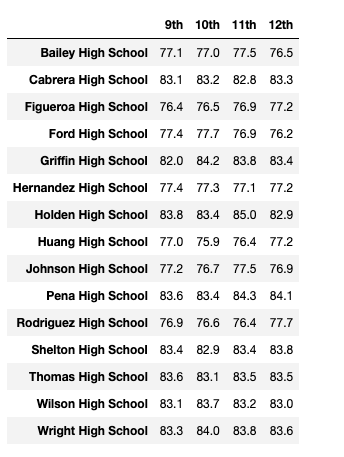 9th 10th 11th 12th
Bailey High School 77.1 77.0 77.5 76.5
Cabrera High School 83.1 83.2 82.8 83.3
Figueroa High School 76.4 76.5 76.9 77.2
Ford High School 77.4 77.7 76.9 76.2
Griffin High School 82.0 84.2 83.8 83.4
Hernandez High School 77.4 77.3 77.1 77.2
Holden High School 83.8 83.4 85.0 82.9
Huang High School 77.0 75.9 76.4 77.2
Johnson High School 77.2 76.7 77.5 76.9
Pena High School 83.6 83.4 84.3 84.1
Rodriguez High School 76.9 76.6 76.4 77.7
Shelton High School 83.4 82.9 83.4 83.8
Thomas High School 83.6 83.1 83.5 83.5
Wilson High School 83.1 83.7 83.2 83.0
Wright High School 83.3 84.0 83.8 83.6